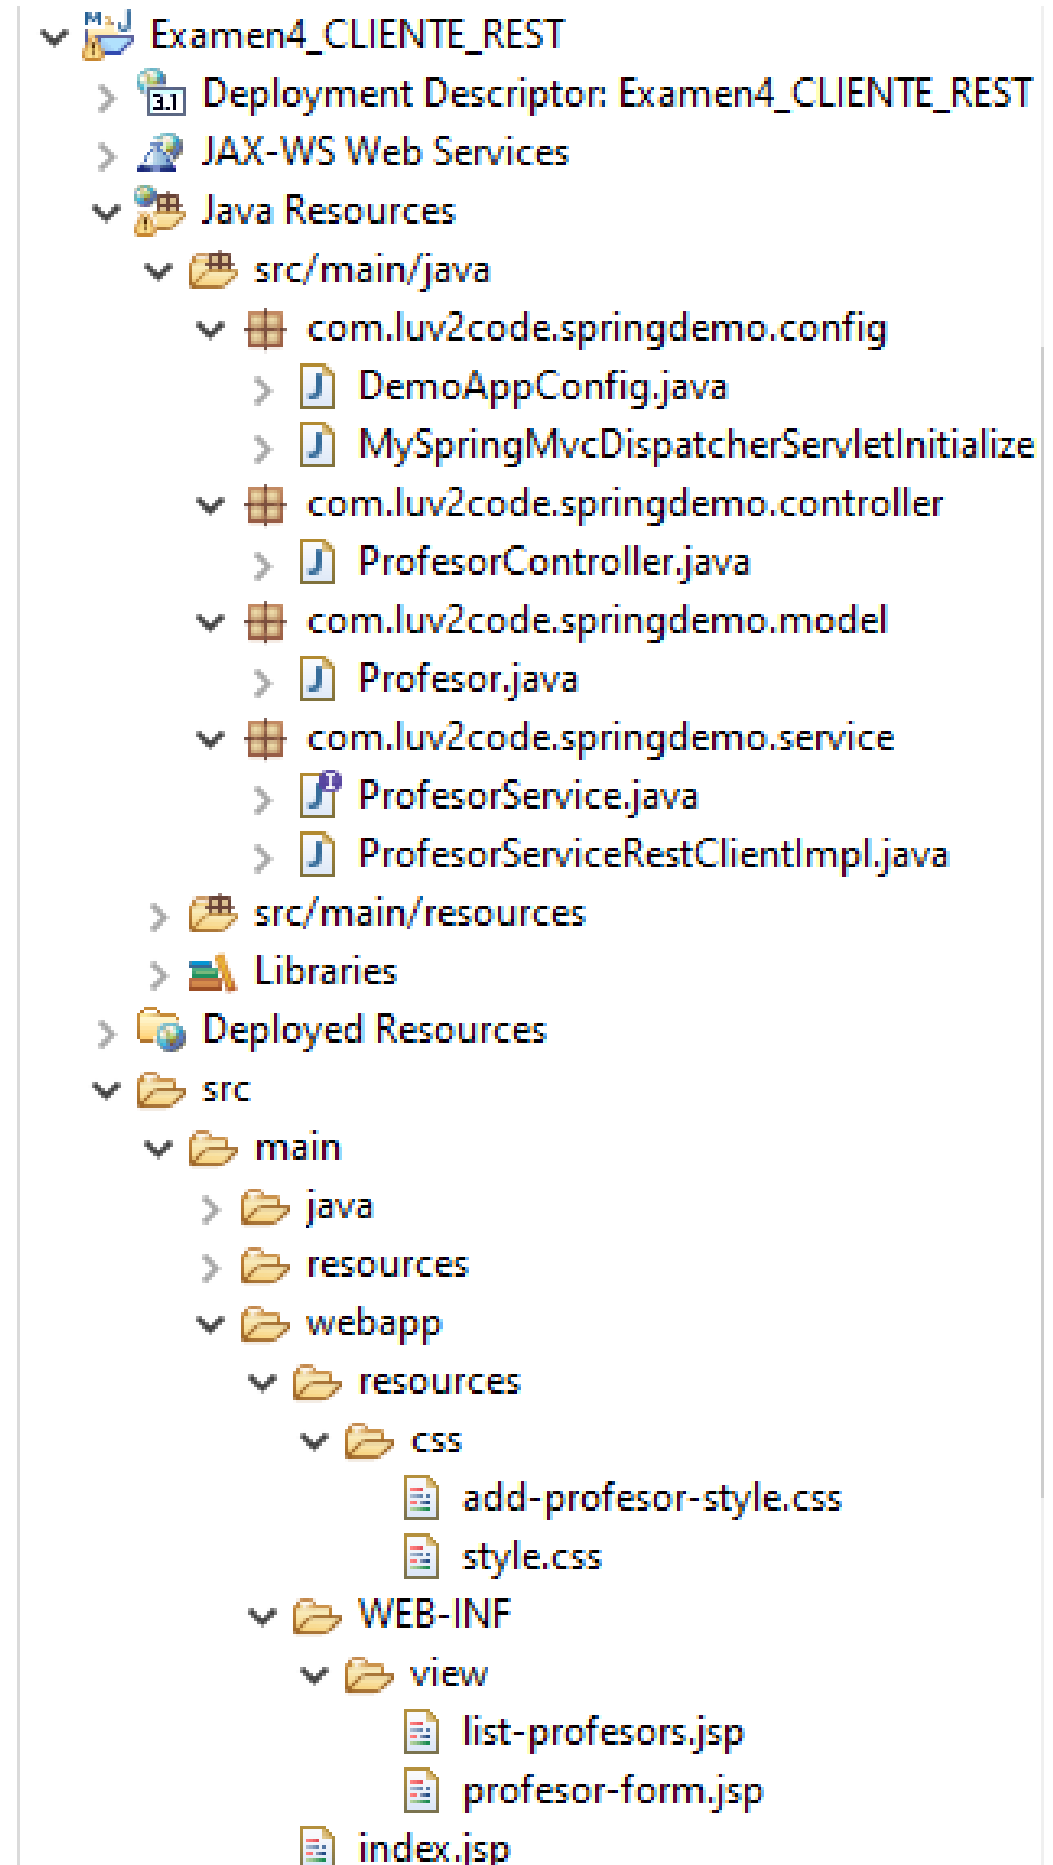 Examen4_CLIENTE_REST
Deployment Descriptor: Examen4_CLIENTE_REST
JAX-WS Web Services
Java Resources
src/main/java
com.luv2code.springdemo.config
DemoAppConfig.java
MySpringMvcDispatcherServletInitialize
com.luv2code.springdemo.controller
ProfesorController.java
com.luv2code.springdemo.model
Profesor.java
com.luv2code.springdemo.service
ProfesorService.java
ProfesorServiceRestClientImpl.java
src/main/resources
Libraries
Deployed Resources
src
main
java
resources
webapp
resources
css
add-profesor-style.css
style.css
WEB-INF
view
list-profesors.jsp
profesor-form.jsp
index.jsp